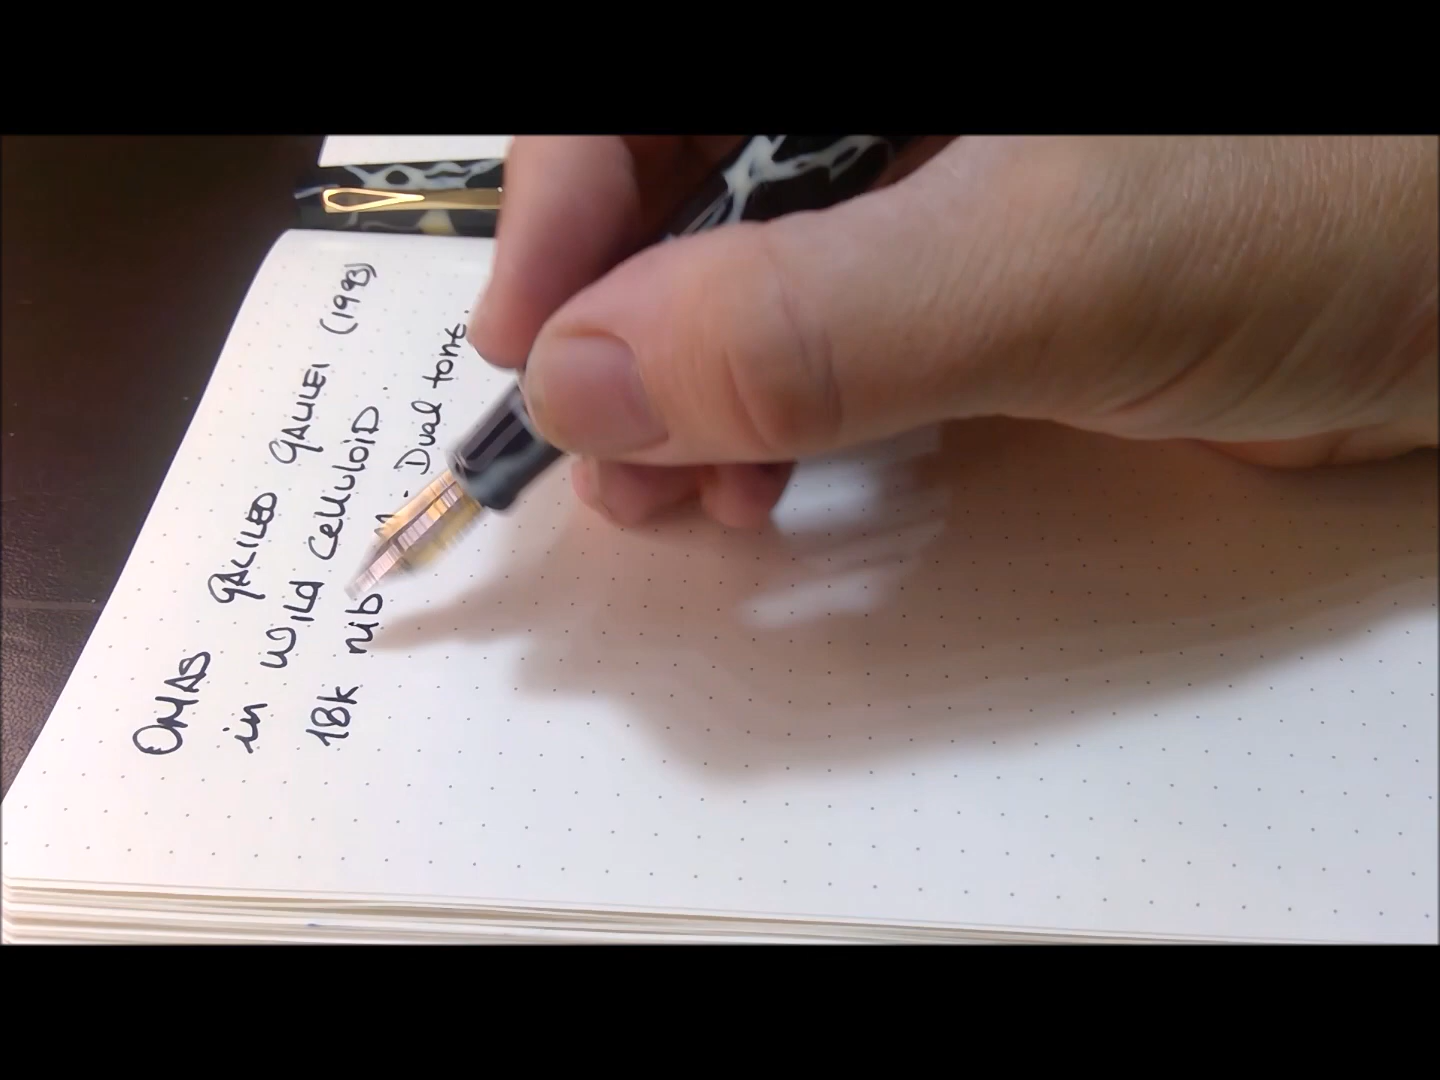 OMAS GALILEO GALILEI (1993)
in Wild Celluloid.
18k nib M. Dual tone.